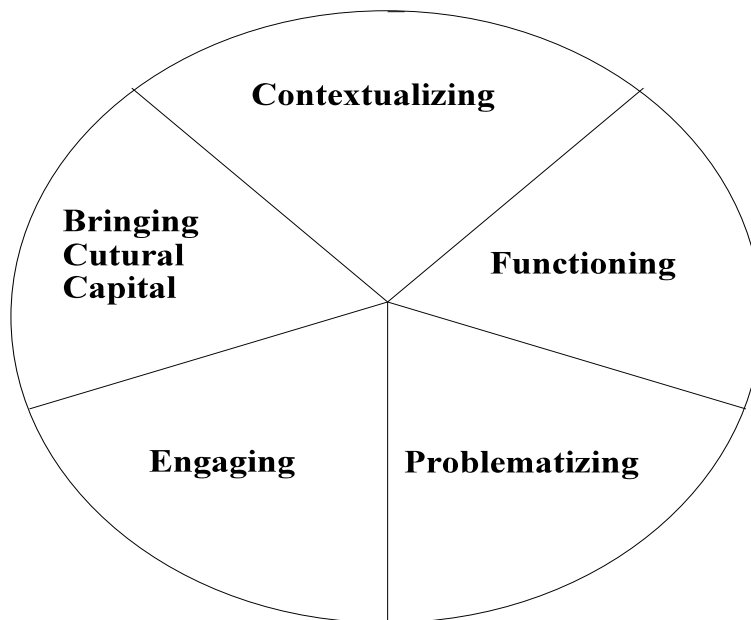 Contextualizing
Bringing
Cutural
Capital
Functioning
Engaging
Problematizing